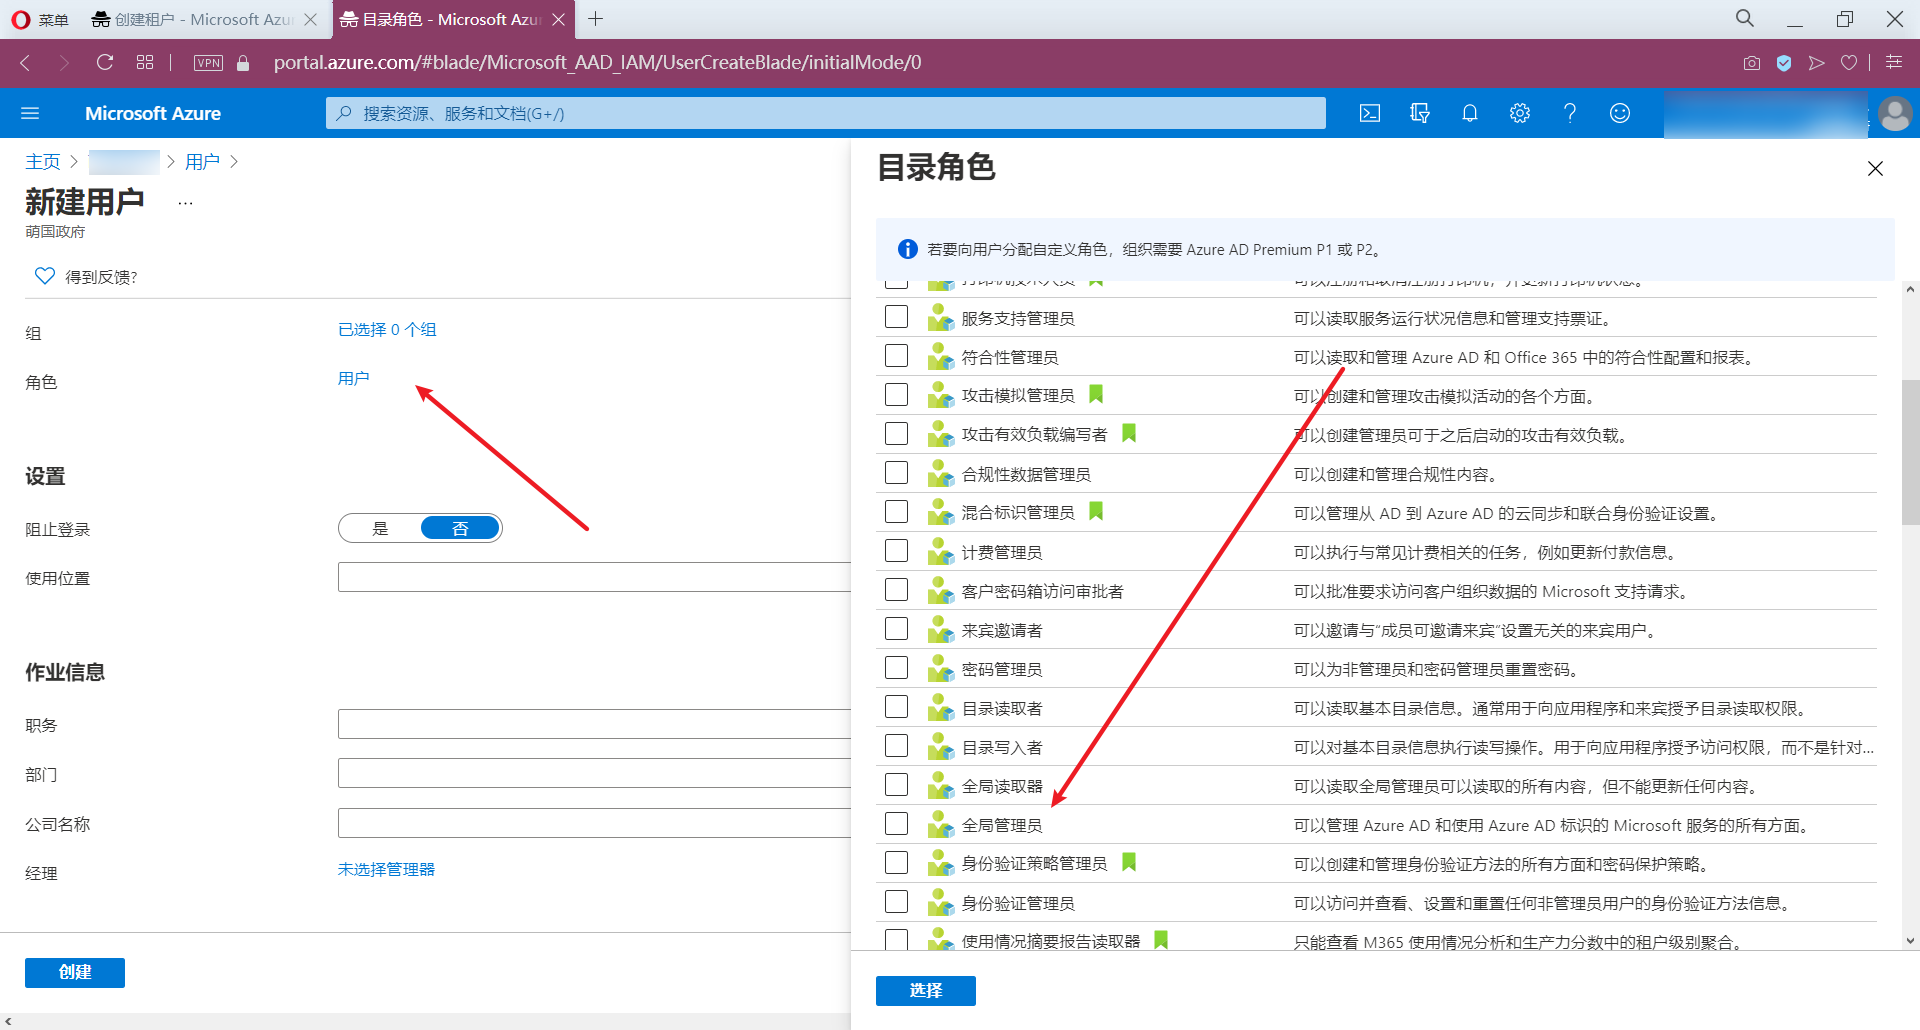 菜单
创建租户 - Microsoft Azu
目录角色 - Microsoft Azu
VPN
portal.azure.com/#blade/Microsoft_AAD_IAM/UserCreateBlade/initialMode/0
Microsoft Azure
搜索资源、服务和文档(G+/)
主页
用户
新建用户
...
萌国政府
得到反馈?
组
已选择 0 个组
角色
用户
设置
阻止登录
是
否
使用位置
作业信息
职务
部门
公司名称
经理
未选择管理器
创建
目录角色
若要向用户分配自定义角色，组织需要 Azure AD Premium P1 或 P2。
打印机技术人员 可以注册和取消注册打印机，并更新打印机状态。
服务支持管理员 可以读取服务运行状况信息和管理支持票证。
符合性管理员 可以读取和管理 Azure AD 和 Office 365 中的符合性配置和报表。
攻击模拟管理员 可以创建和管理攻击模拟活动的各个方面。
攻击有效负载编写者 可以创建管理员可于之后启动的攻击有效负载。
合规性数据管理员 可以创建和管理合规性内容。
混合标识管理员 可以管理从 AD 到 Azure AD 的云同步和联合身份验证设置。
计费管理员 可以执行与常见计费相关的任务，例如更新付款信息。
客户密码箱访问审批者 可以批准要求访问客户组织数据的 Microsoft 支持请求。
来宾邀请者 可以邀请与“成员可邀请来宾”设置无关的来宾用户。
密码管理员 可以为非管理员和密码管理员重置密码。
目录读取者 可以读取基本目录信息。通常用于向应用程序和来宾授予目录读取权限。
目录写入者 可以对基本目录信息执行读写操作。用于向应用程序授予访问权限，而不是针对...
全局读取器 可以读取全局管理员可以读取的所有内容，但不能更新任何内容。
全局管理员 可以管理 Azure AD 和使用 Azure AD 标识的 Microsoft 服务的所有方面。
身份验证策略管理员 可以创建和管理身份验证方法的所有方面和密码保护策略。
身份验证管理员 可以访问并查看、设置和重置任何非管理员用户的身份验证方法信息。
使用情况摘要报告读取器 只能查看 M365 使用情况分析和生产力分数中的租户级别聚合。
选择